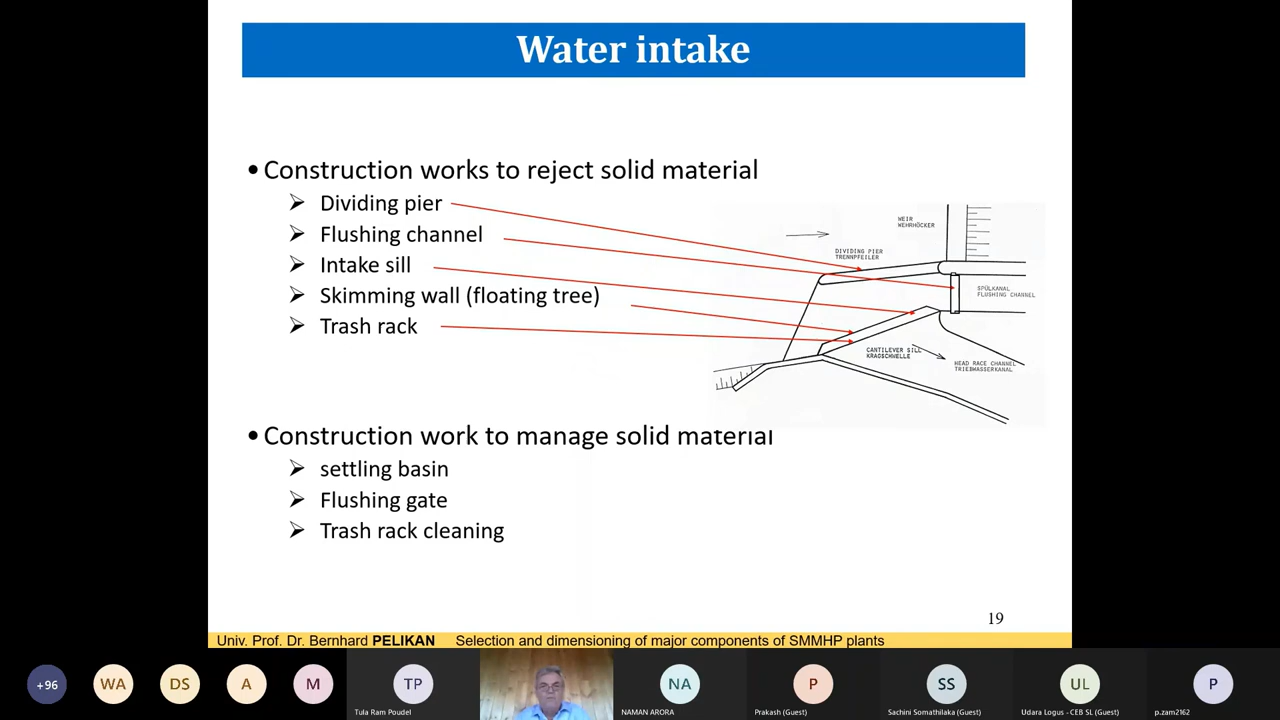 Water intake
•Construction works to reject solid material
➢ Dividing pier
➢ Flushing channel
➢ Intake sill
➢ Skimming wall (floating tree)
➢ Trash rack
WEIR
WEHRHÖCKER
DIVIDING PIER
TRENNPFEILER
SPÜLKANAL
FLUSHING CHANNEL
CANTILEVER SILL
KRAGSCHWELLE
HEAD RACE CHANNEL
TRIEBWASSERKANAL
•Construction work to manage solid material
➢ settling basin
➢ Flushing gate
➢ Trash rack cleaning
19
Univ. Prof. Dr. Bernhard PELIKAN Selection and dimensioning of major components of SMMHP plants
+96 WA DS A M TP NA P SS UL P
Tula Ram Poudel NAMAN ARORA Prakash (Guest) Sachini Somathilaka (Guest) Udara Logus - CEB SL (Guest) p.zam2162